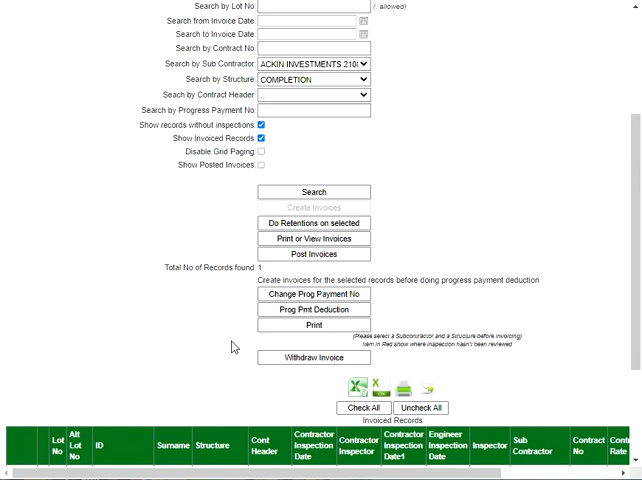 Search by Lot No: (, allowed)
Search from Invoice Date:
Search to Invoice Date:
Search by Contract No:
Search by Sub Contractor: ACKIN INVESTMENTS 210
Search by Structure: COMPLETION
Seach by Contract Header:
Search by Progress Payment No:
Show records without inspections:
Show Invoiced Records:
Disable Grid Paging:
Show Posted Invoices:
Search
Create Invoices
Do Retentions on selected
Print or View Invoices
Post Invoices
Total No of Records found: 1
Create invoices for the selected records before doing progress payment deduction
Change Prog Payment No
Prog Pmt Deduction
Print
(Please select a Subcontractor and a Structure before invoicing)
Item in Red show where inspection hasn't been reviewed
Withdraw Invoice
Check All Uncheck All
Invoiced Records
Lot No
Alt Lot No
ID
Surname
Structure
Cont Header
Contractor Inspection Date
Contractor Inspector
Contractor Inspection Date1
Engineer Inspection Date
Inspector
Sub Contractor
Contract No
Rate